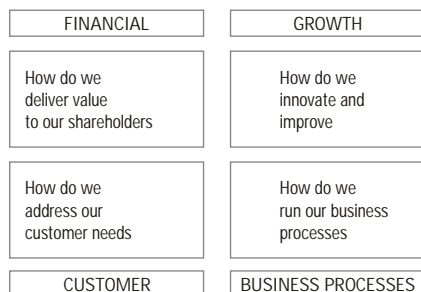 FINANCIAL
GROWTH
How do we
deliver value
to our shareholders
How do we
innovate and
improve
How do we
address our
customer needs
How do we
run our business
processes
CUSTOMER
BUSINESS PROCESSES